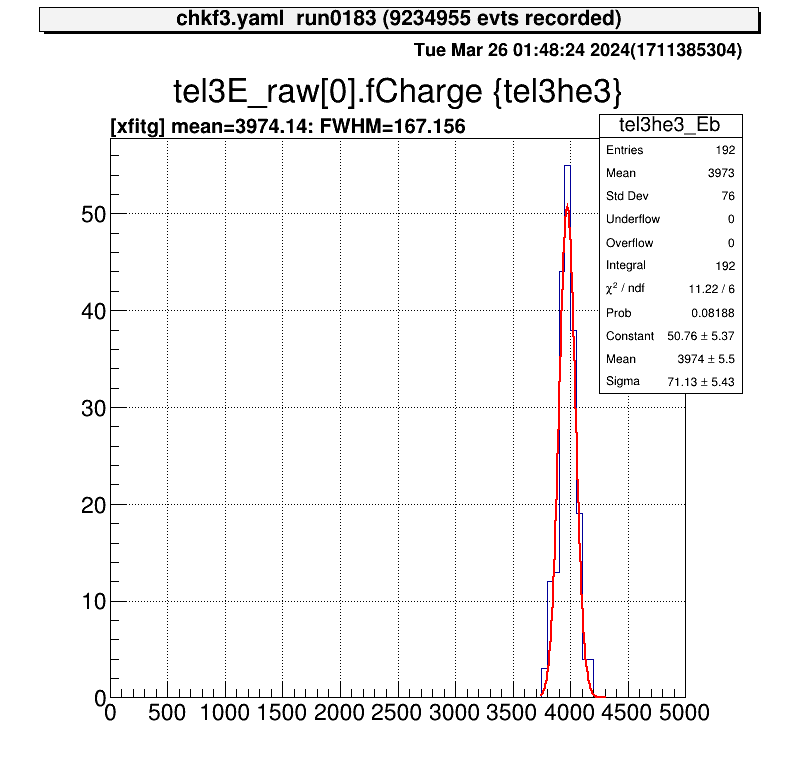 chkf3.yaml  run0183 (9234955 evts recorded)
Tue Mar 26 01:48:24 2024(1711385304)
tel3E_raw[0].fCharge {tel3he3}
[xfitg] mean=3974.14: FWHM=167.156
tel3he3_Eb
Entries 192
Mean 3973
Std Dev 76
Underflow 0
Overflow 0
Integral 192
χ² / ndf 11.22 / 6
Prob 0.08188
Constant 50.76 ± 5.37
Mean 3974 ± 5.5
Sigma 71.13 ± 5.43
50
40
30
20
10
0
0 500 1000 1500 2000 2500 3000 3500 4000 4500 5000